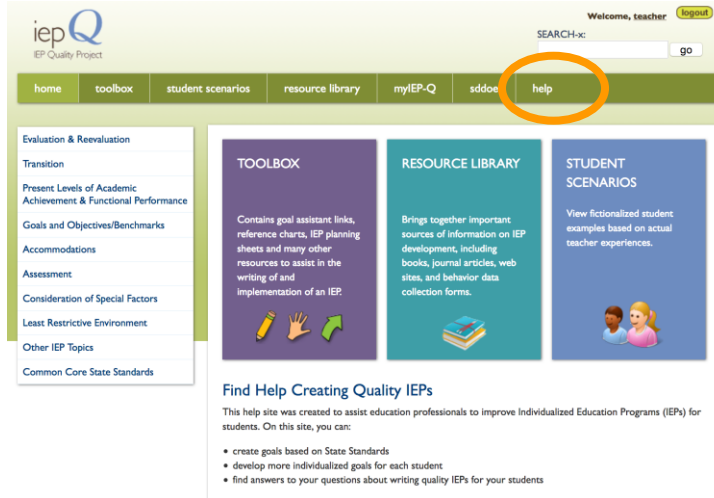 Welcome, teacher logout
iep Q
IEP Quality Project
SEARCH-x:
go
home toolbox student scenarios resource library myIEP-Q sddoe help
Evaluation & Reevaluation
Transition
Present Levels of Academic
Achievement & Functional Performance
Goals and Objectives/Benchmarks
Accommodations
Assessment
Consideration of Special Factors
Least Restrictive Environment
Other IEP Topics
Common Core State Standards
TOOLBOX
Contains goal assistant links,
reference charts, IEP planning
sheets and many other
resources to assist in the
writing of and
implementation of an IEP.
RESOURCE LIBRARY
Brings together important
sources of information on IEP
development, including
books, journal articles, web
sites, and behavior data
collection forms.
STUDENT
SCENARIOS
View fictionalized student
examples based on actual
teacher experiences.
Find Help Creating Quality IEPs
This help site was created to assist education professionals to improve Individualized Education Programs (IEPs) for
students. On this site, you can:
• create goals based on State Standards
• develop more individualized goals for each student
• find answers to your questions about writing quality IEPs for your students